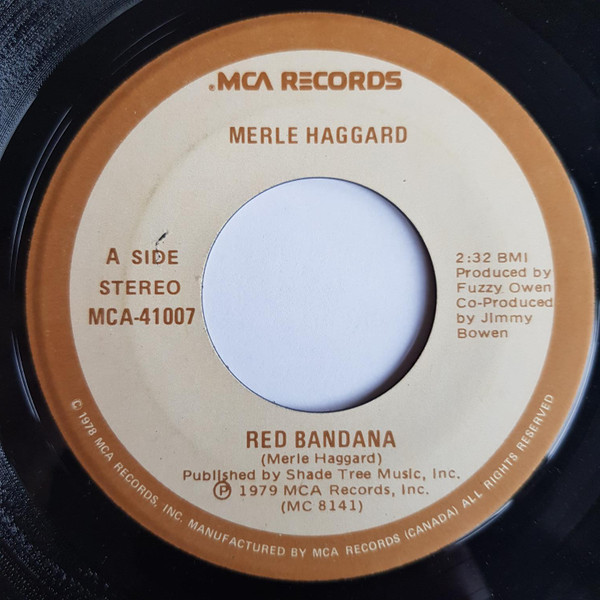 ®MCA RECORDS
MERLE HAGGARD
A SIDE
STEREO
MCA-41007
2:32 BMI
Produced by
Fuzzy Owen
Co-Produced
by Jimmy
Bowen
RED BANDANA
(Merle Haggard)
Published by Shade Tree Music, Inc.
℗ 1979 MCA Records, Inc.
(MC 8141)
© 1978 MCA RECORDS, INC. MANUFACTURED BY MCA RECORDS (CANADA) ALL RIGHTS RESERVED